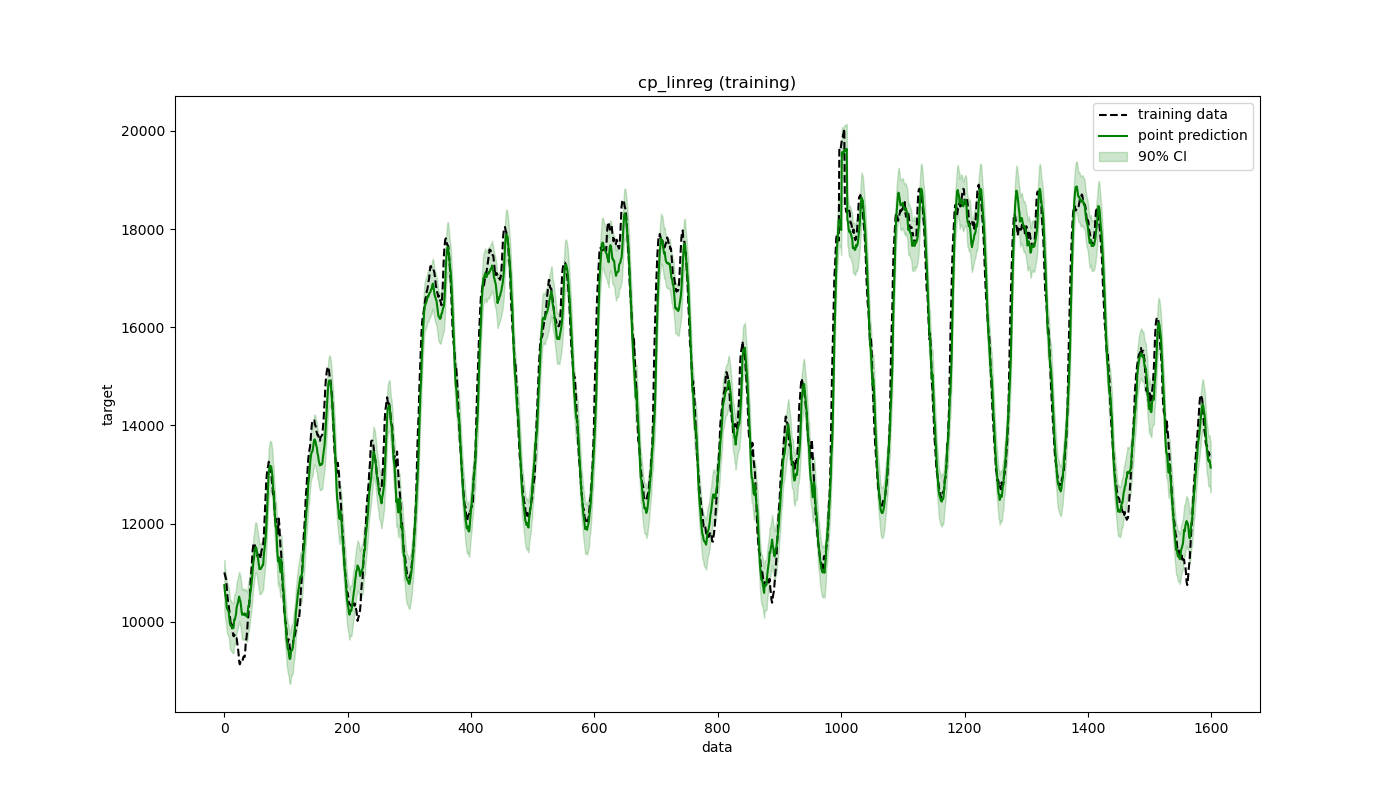 cp_linreg (training)
training data
point prediction
90% CI
target
20000
18000
16000
14000
12000
10000
0 200 400 600 800 1000 1200 1400 1600
data